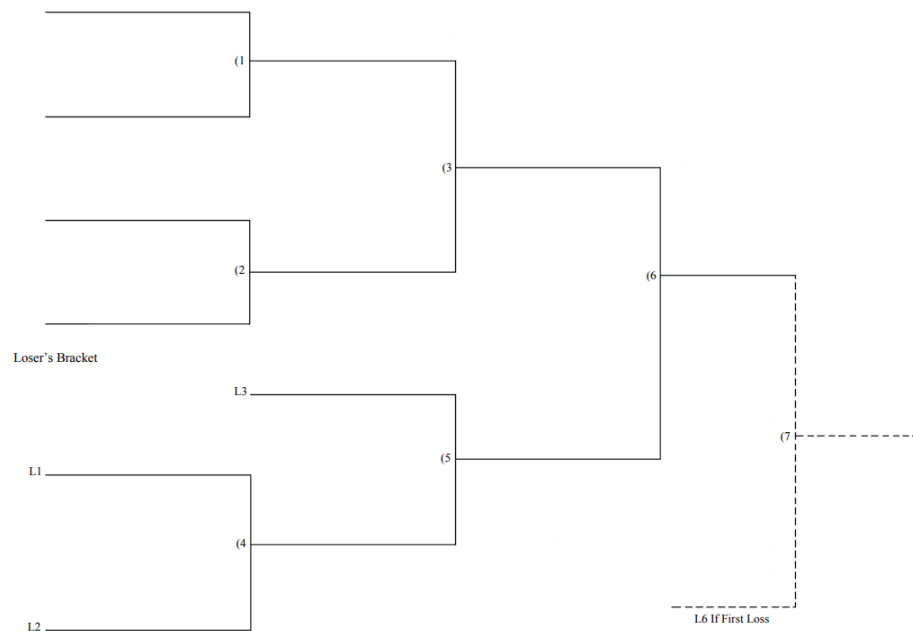 (1
(3
(2
(6
Loser's Bracket
L3
(7
(5
L1
(4
L6 If First Loss
L2